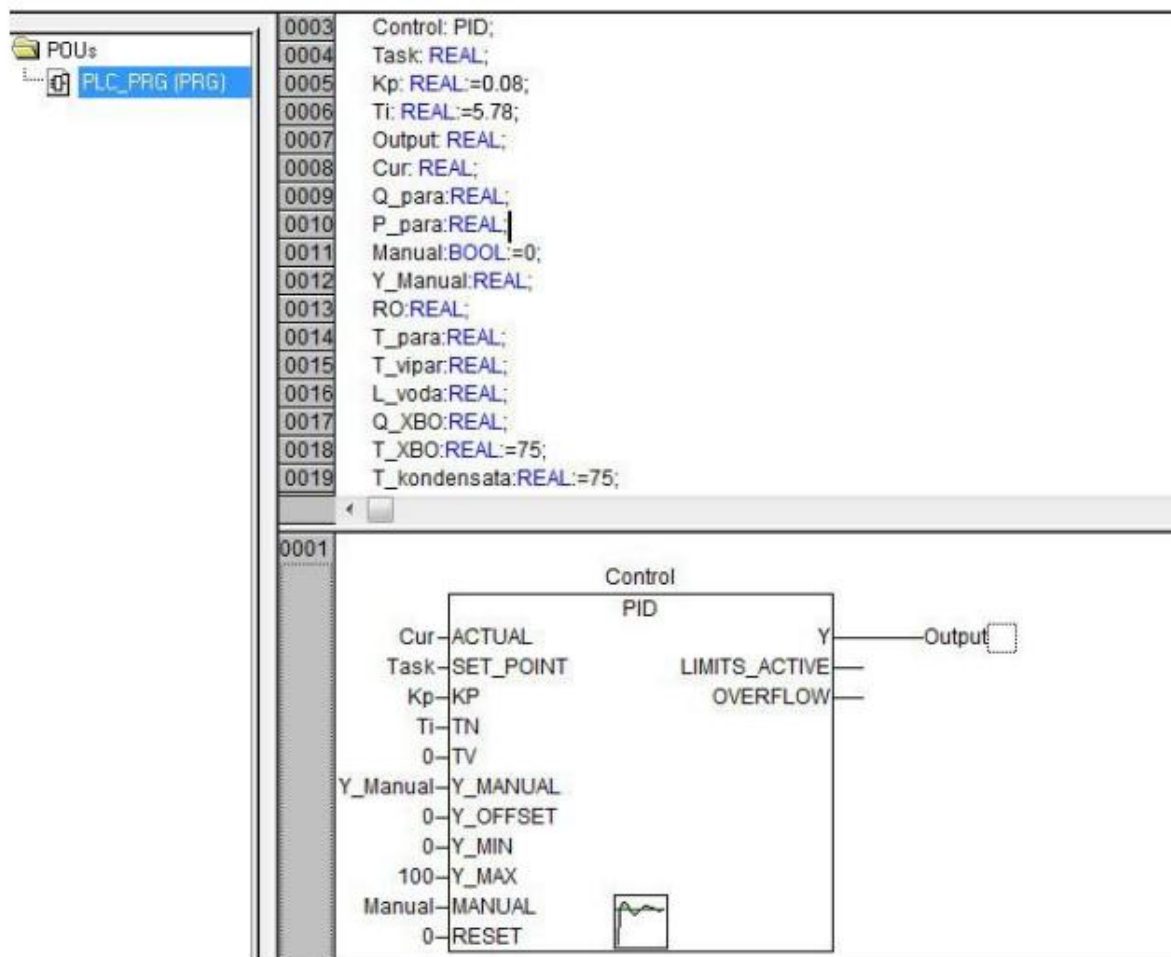 POUs
PLC_PRG (PRG)
0003 Control: PID;
0004 Task: REAL;
0005 Kp: REAL:=0.08;
0006 Ti: REAL:=5.78;
0007 Output: REAL;
0008 Cur: REAL;
0009 Q_para:REAL;
0010 P_para:REAL;
0011 Manual:BOOL:=0;
0012 Y_Manual:REAL;
0013 RO:REAL;
0014 T_para:REAL;
0015 T_vipar:REAL;
0016 L_voda:REAL;
0017 Q_XBO:REAL;
0018 T_XBO:REAL:=75;
0019 T_kondensata:REAL:=75;
0001
Control
PID
Cur ACTUAL Y Output
Task SET_POINT LIMITS_ACTIVE
Kp KP OVERFLOW
Ti TN
0 TV
Y_Manual Y_MANUAL
0 Y_OFFSET
0 Y_MIN
100 Y_MAX
Manual MANUAL
0 RESET